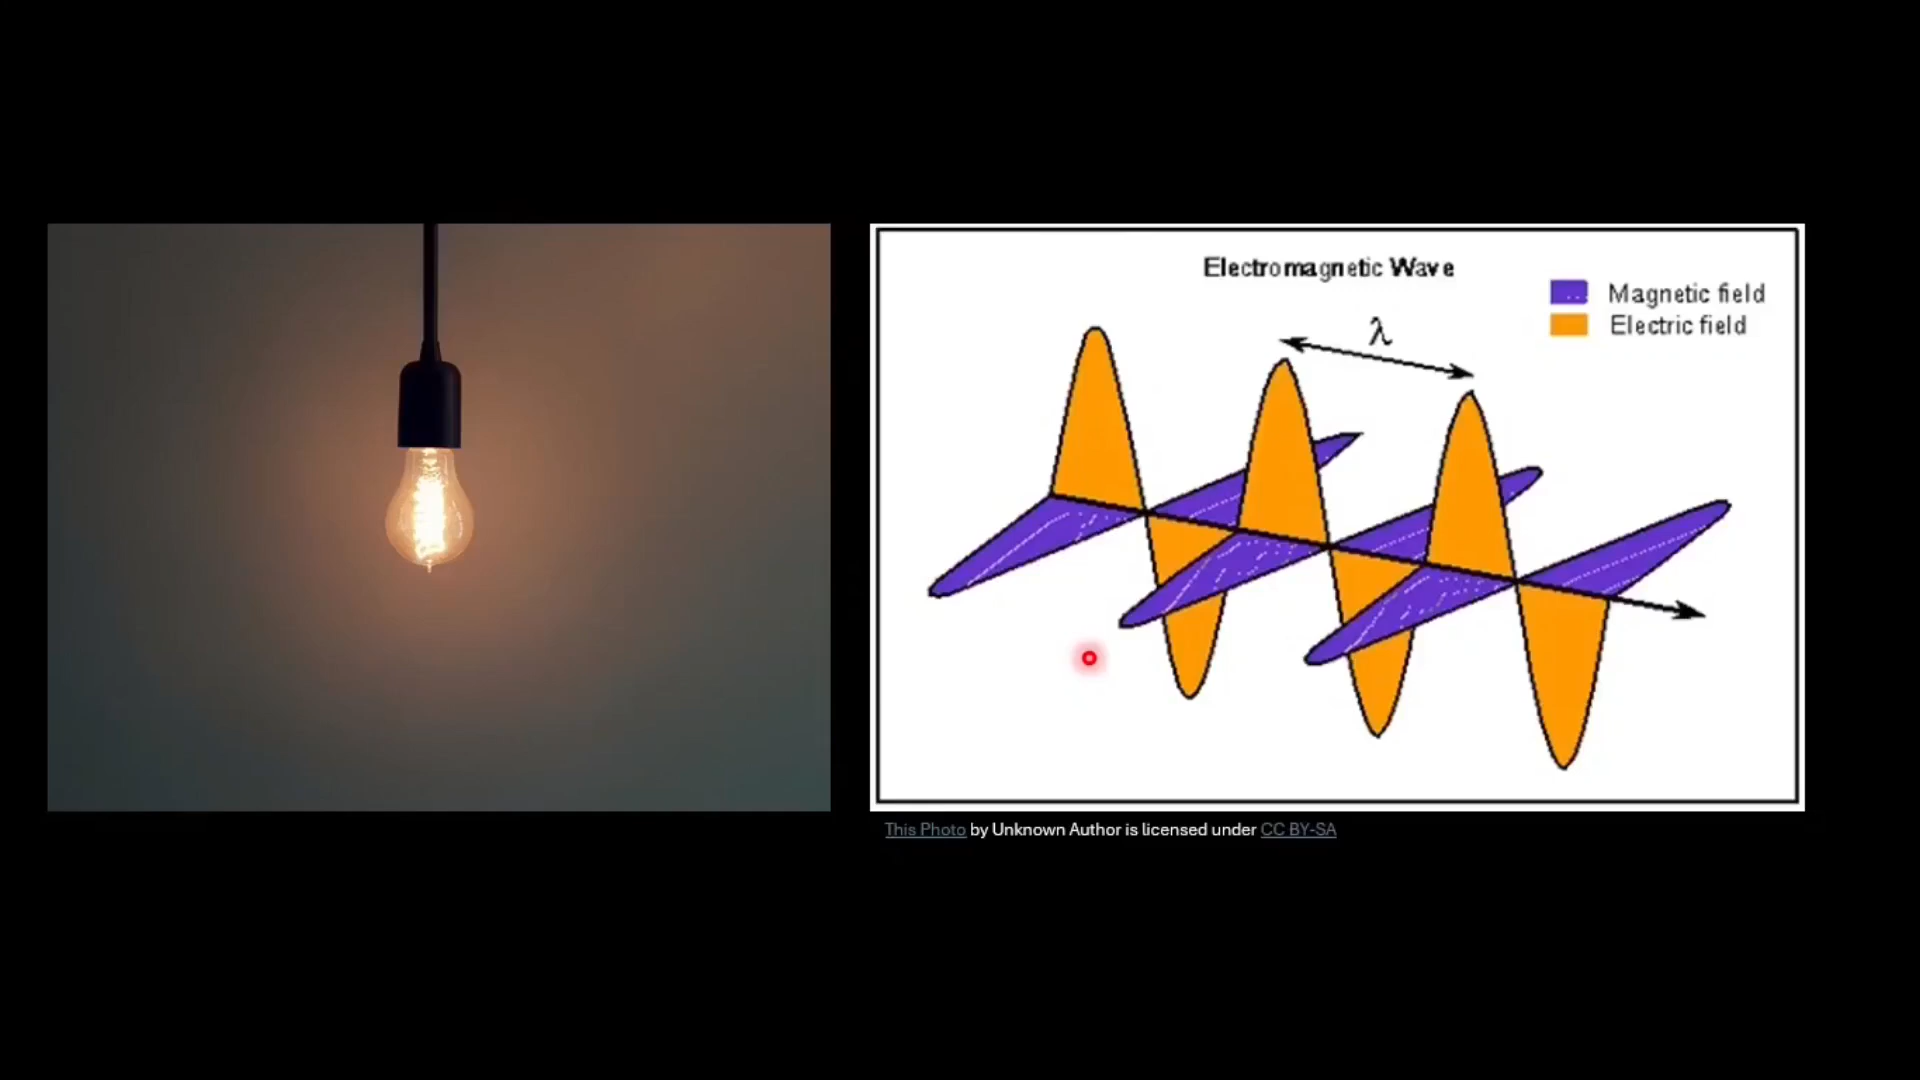 Electromagnetic Wave
Magnetic field
Electric field
λ
This Photo by Unknown Author is licensed under CC BY-SA